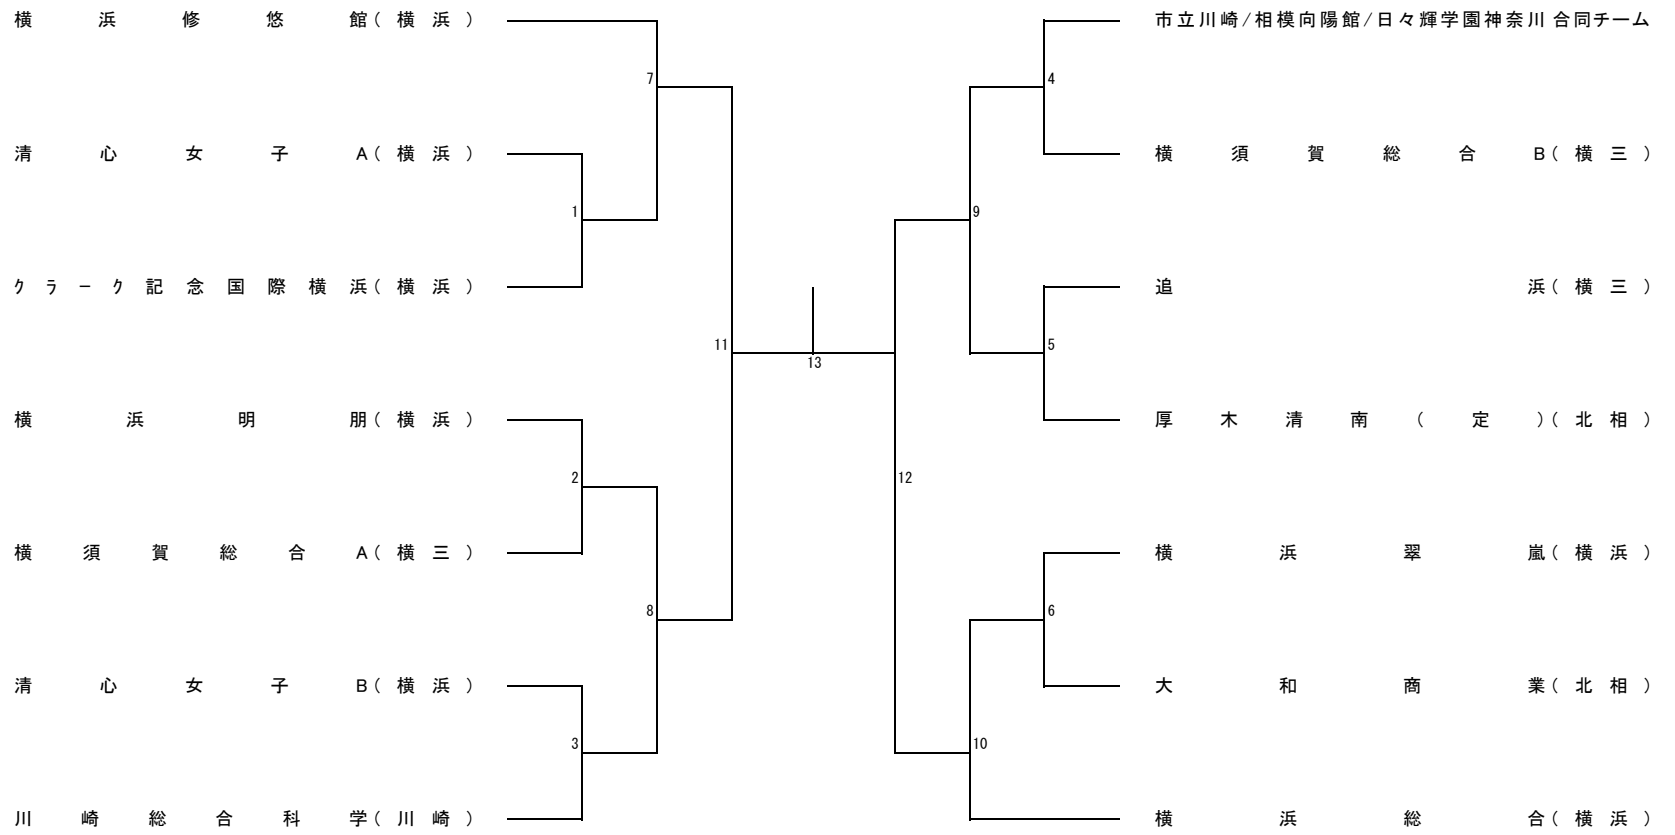 横浜修悠館(横浜)
市立川崎/相模向陽館/日々輝学園神奈川 合同チーム
7
4
清心女子A(横浜)
横須賀総合B(横三)
1
9
クラーク記念国際横浜(横浜)
追浜(横三)
11
5
13
横浜明朋(横浜)
厚木清南(定)(北相)
2
12
横須賀総合A(横三)
横浜翠嵐(横浜)
8
6
清心女子B(横浜)
大和商業(北相)
3
10
川崎総合科学(川崎)
横浜総合(横浜)